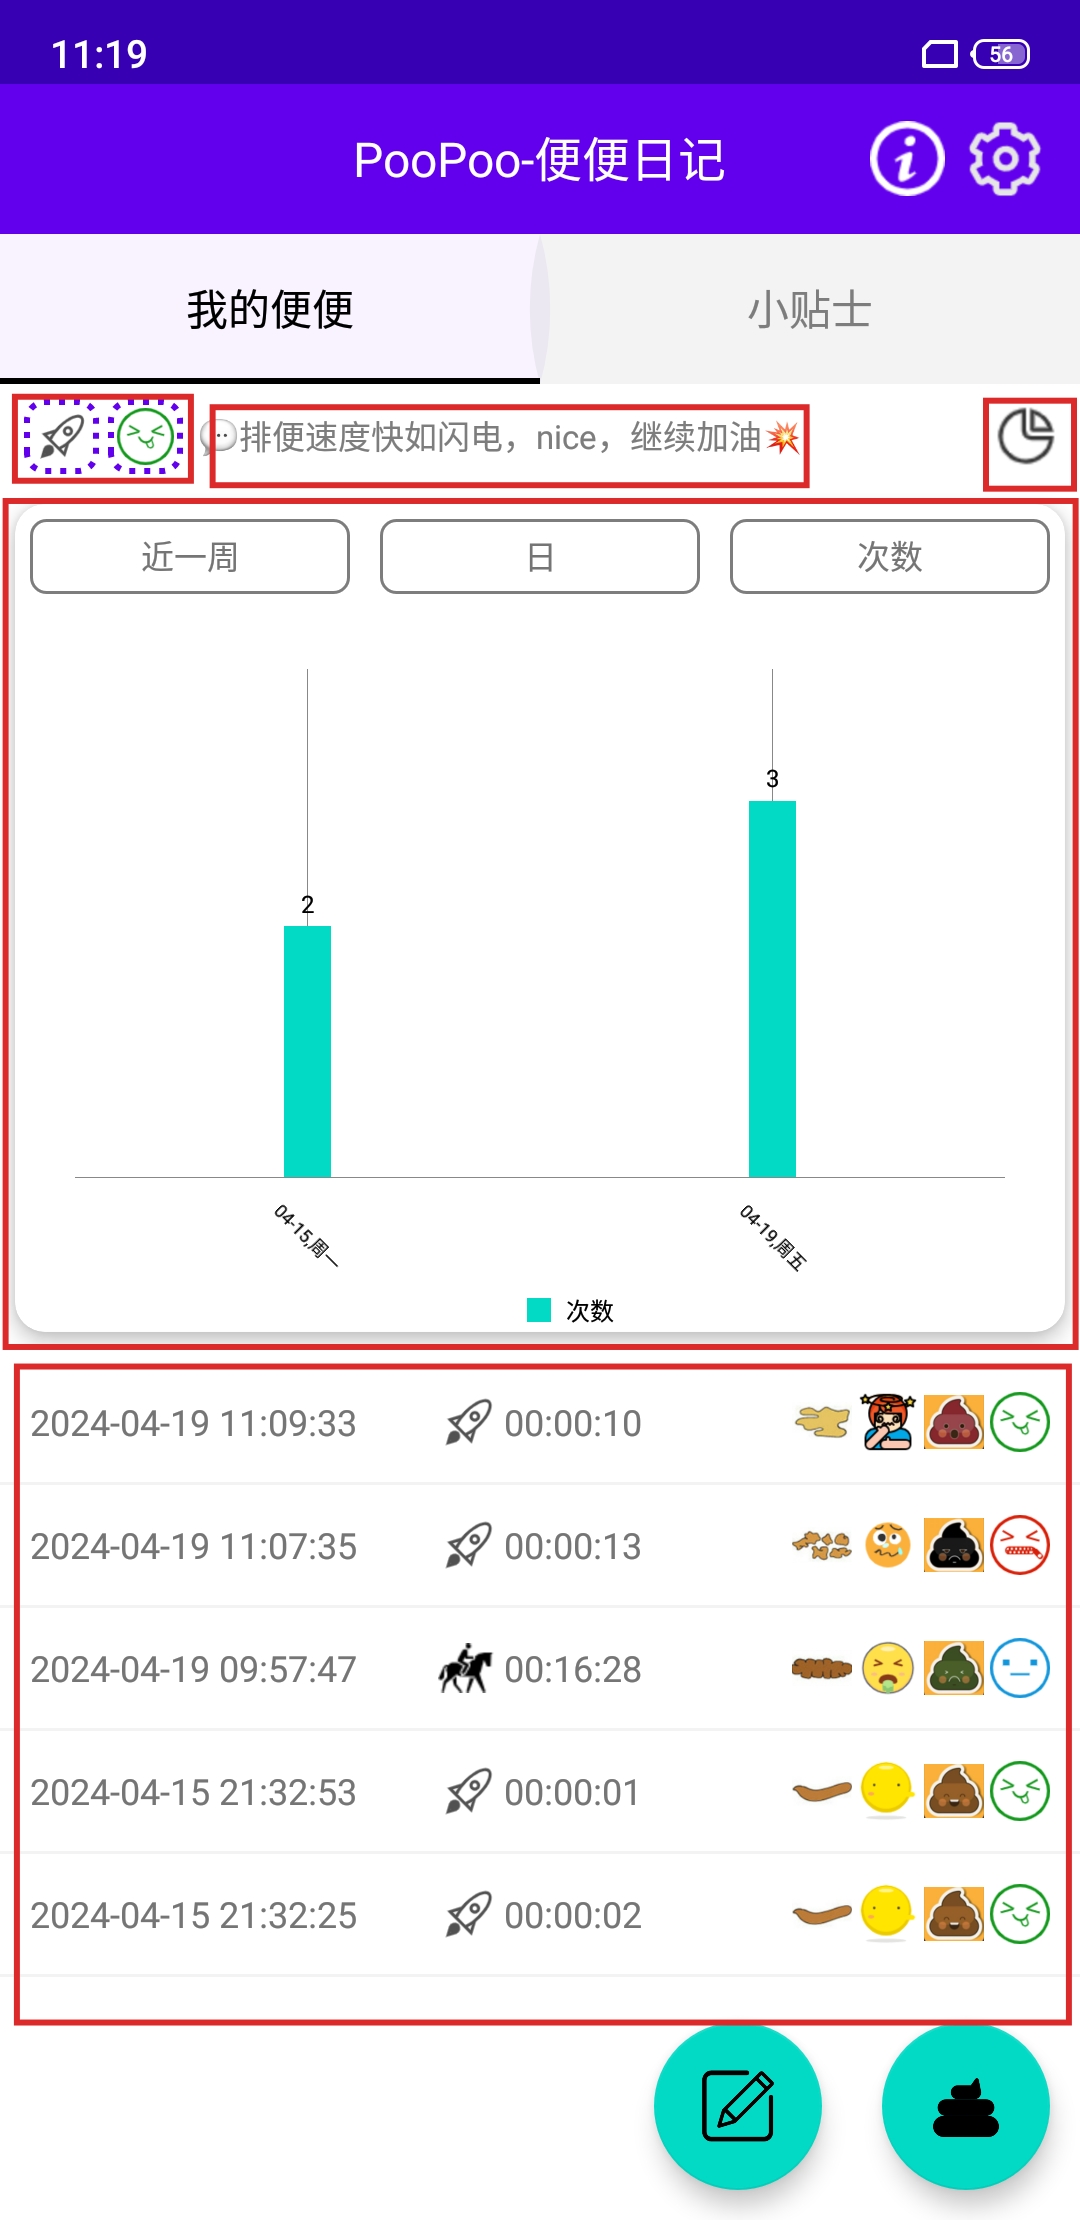 11:19
56
PooPoo-便便日记
我的便便
小贴士
排便速度快如闪电，nice，继续加油
近一周
日
次数
2
3
04-15,周一
04-19,周五
次数
2024-04-19 11:09:33 00:00:10
2024-04-19 11:07:35 00:00:13
2024-04-19 09:57:47 00:16:28
2024-04-15 21:32:53 00:00:01
2024-04-15 21:32:25 00:00:02